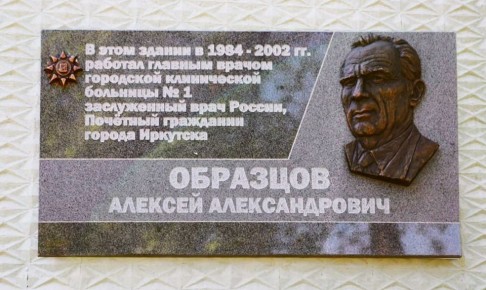 В этом здании в 1984 - 2002 гг.
работал главным врачом
городской клинической
больницы № 1
заслуженный врач России,
Почётный гражданин
города Иркутска
ОБРАЗЦОВ
АЛЕКСЕЙ АЛЕКСАНДРОВИЧ